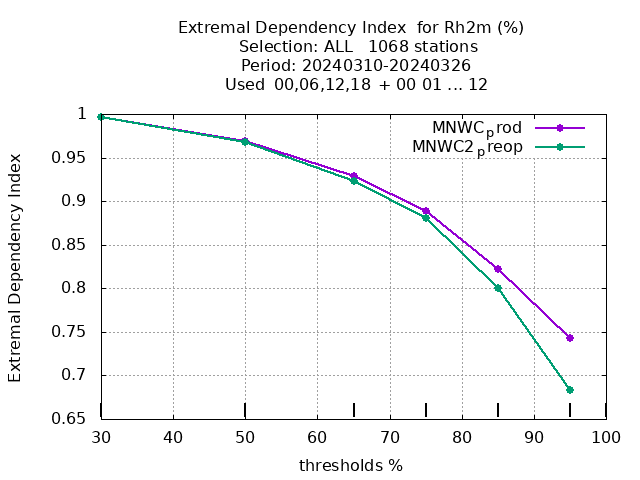 Extremal Dependency Index  for Rh2m (%)
Selection: ALL   1068 stations
Period: 20240310-20240326
Used  00,06,12,18 + 00 01 ... 12
MNWCprod
MNWC2preop
Extremal Dependency Index
1
0.95
0.9
0.85
0.8
0.75
0.7
0.65
30 40 50 60 70 80 90 100
thresholds %